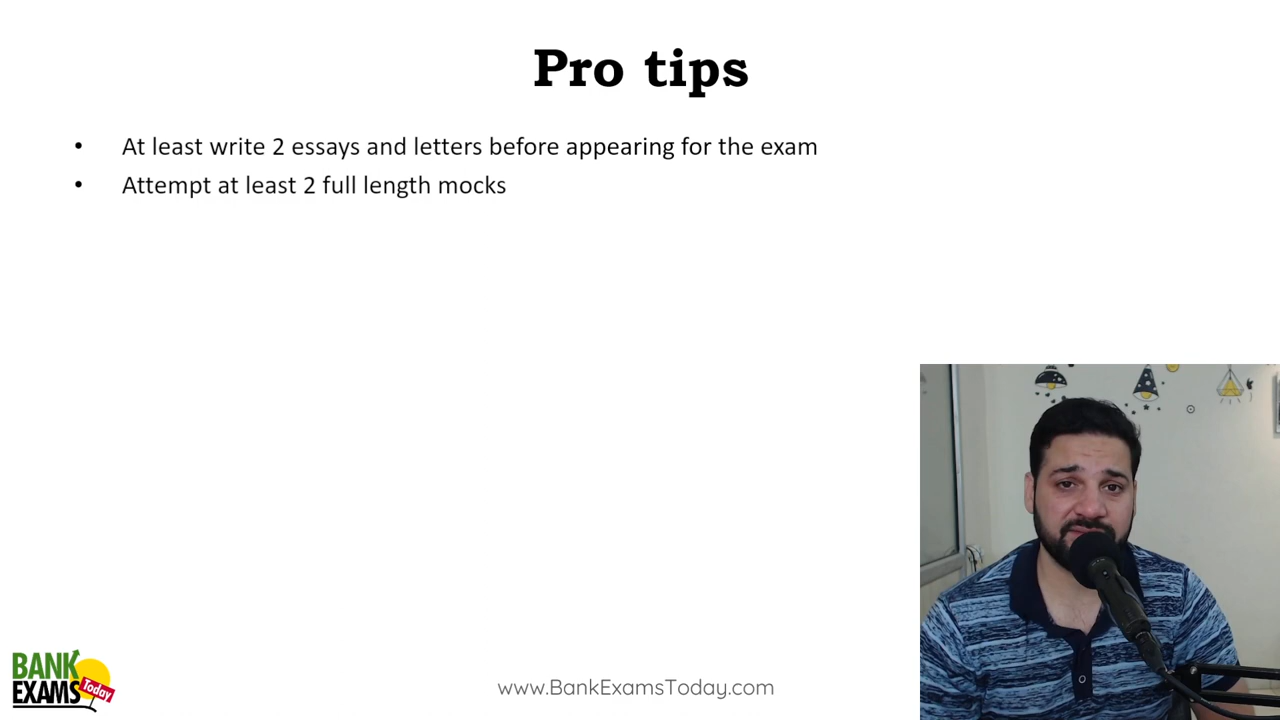 Pro tips
• At least write 2 essays and letters before appearing for the exam
• Attempt at least 2 full length mocks
BANK
EXAMS
Today
www.BankExamsToday.com